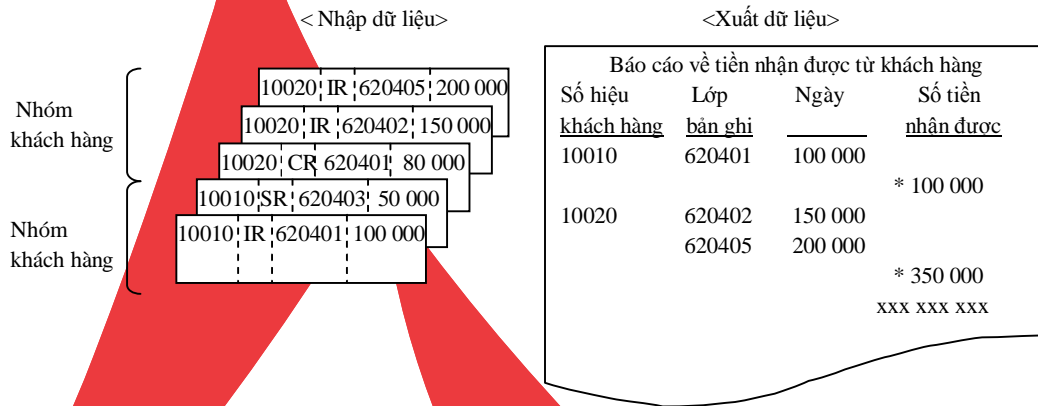 < Nhập dữ liệu>
Nhóm
khách hàng
Nhóm
khách hàng
10020 IR 620405 200 000
10020 IR 620402 150 000
10020 CR 620401 80 000
10010 SR 620403 50 000
10010 IR 620401 100 000
<Xuất dữ liệu>
Báo cáo về tiền nhận được từ khách hàng
Số hiệu Lớp Ngày Số tiền
khách hàng bản ghi nhận được
10010 620401 100 000
* 100 000
10020 620402 150 000
620405 200 000
* 350 000
xxx xxx xxx